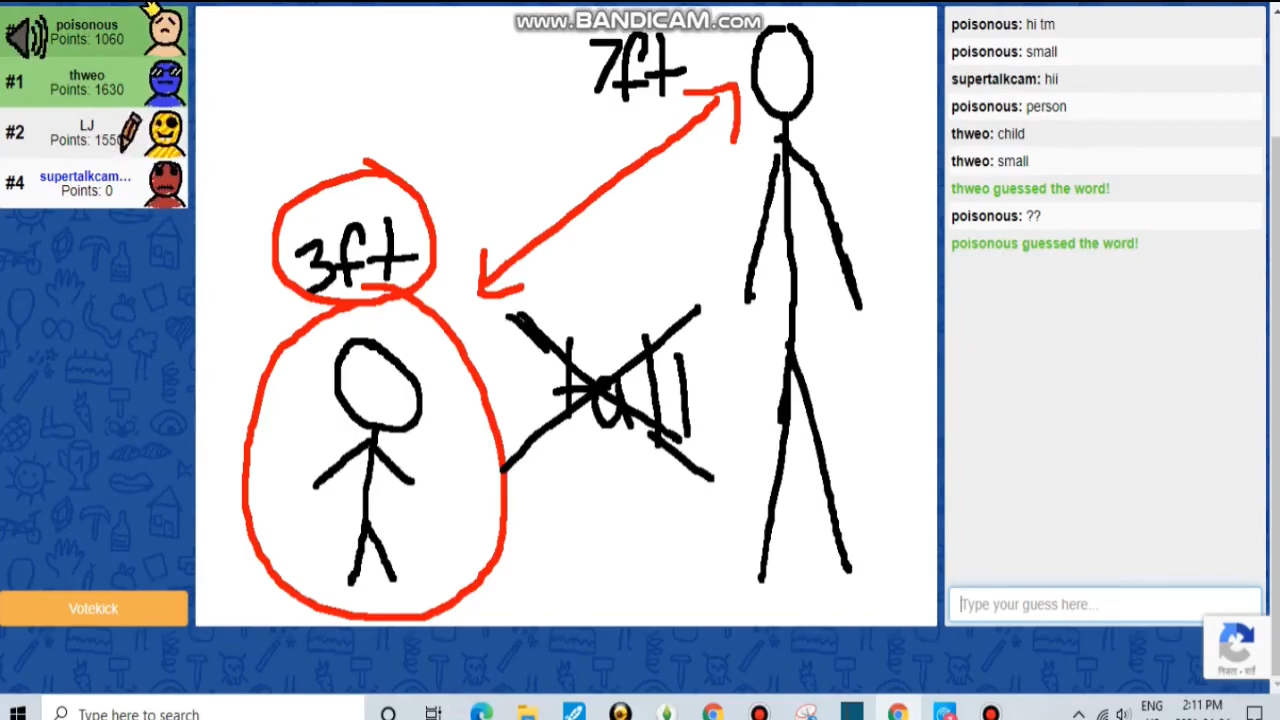 www.BANDICAM.com
poisonous
Points: 1060
#1
thweo
Points: 1630
#2
LJ
Points: 1550
#4
supertalkcam...
Points: 0
Votekick
7ft
3ft
tall
poisonous: hi tm
poisonous: small
supertalkcam: hii
poisonous: person
thweo: child
thweo: small
thweo guessed the word!
poisonous: ??
poisonous guessed the word!
Type your guess here...
Type here to search
ENG
2:11 PM